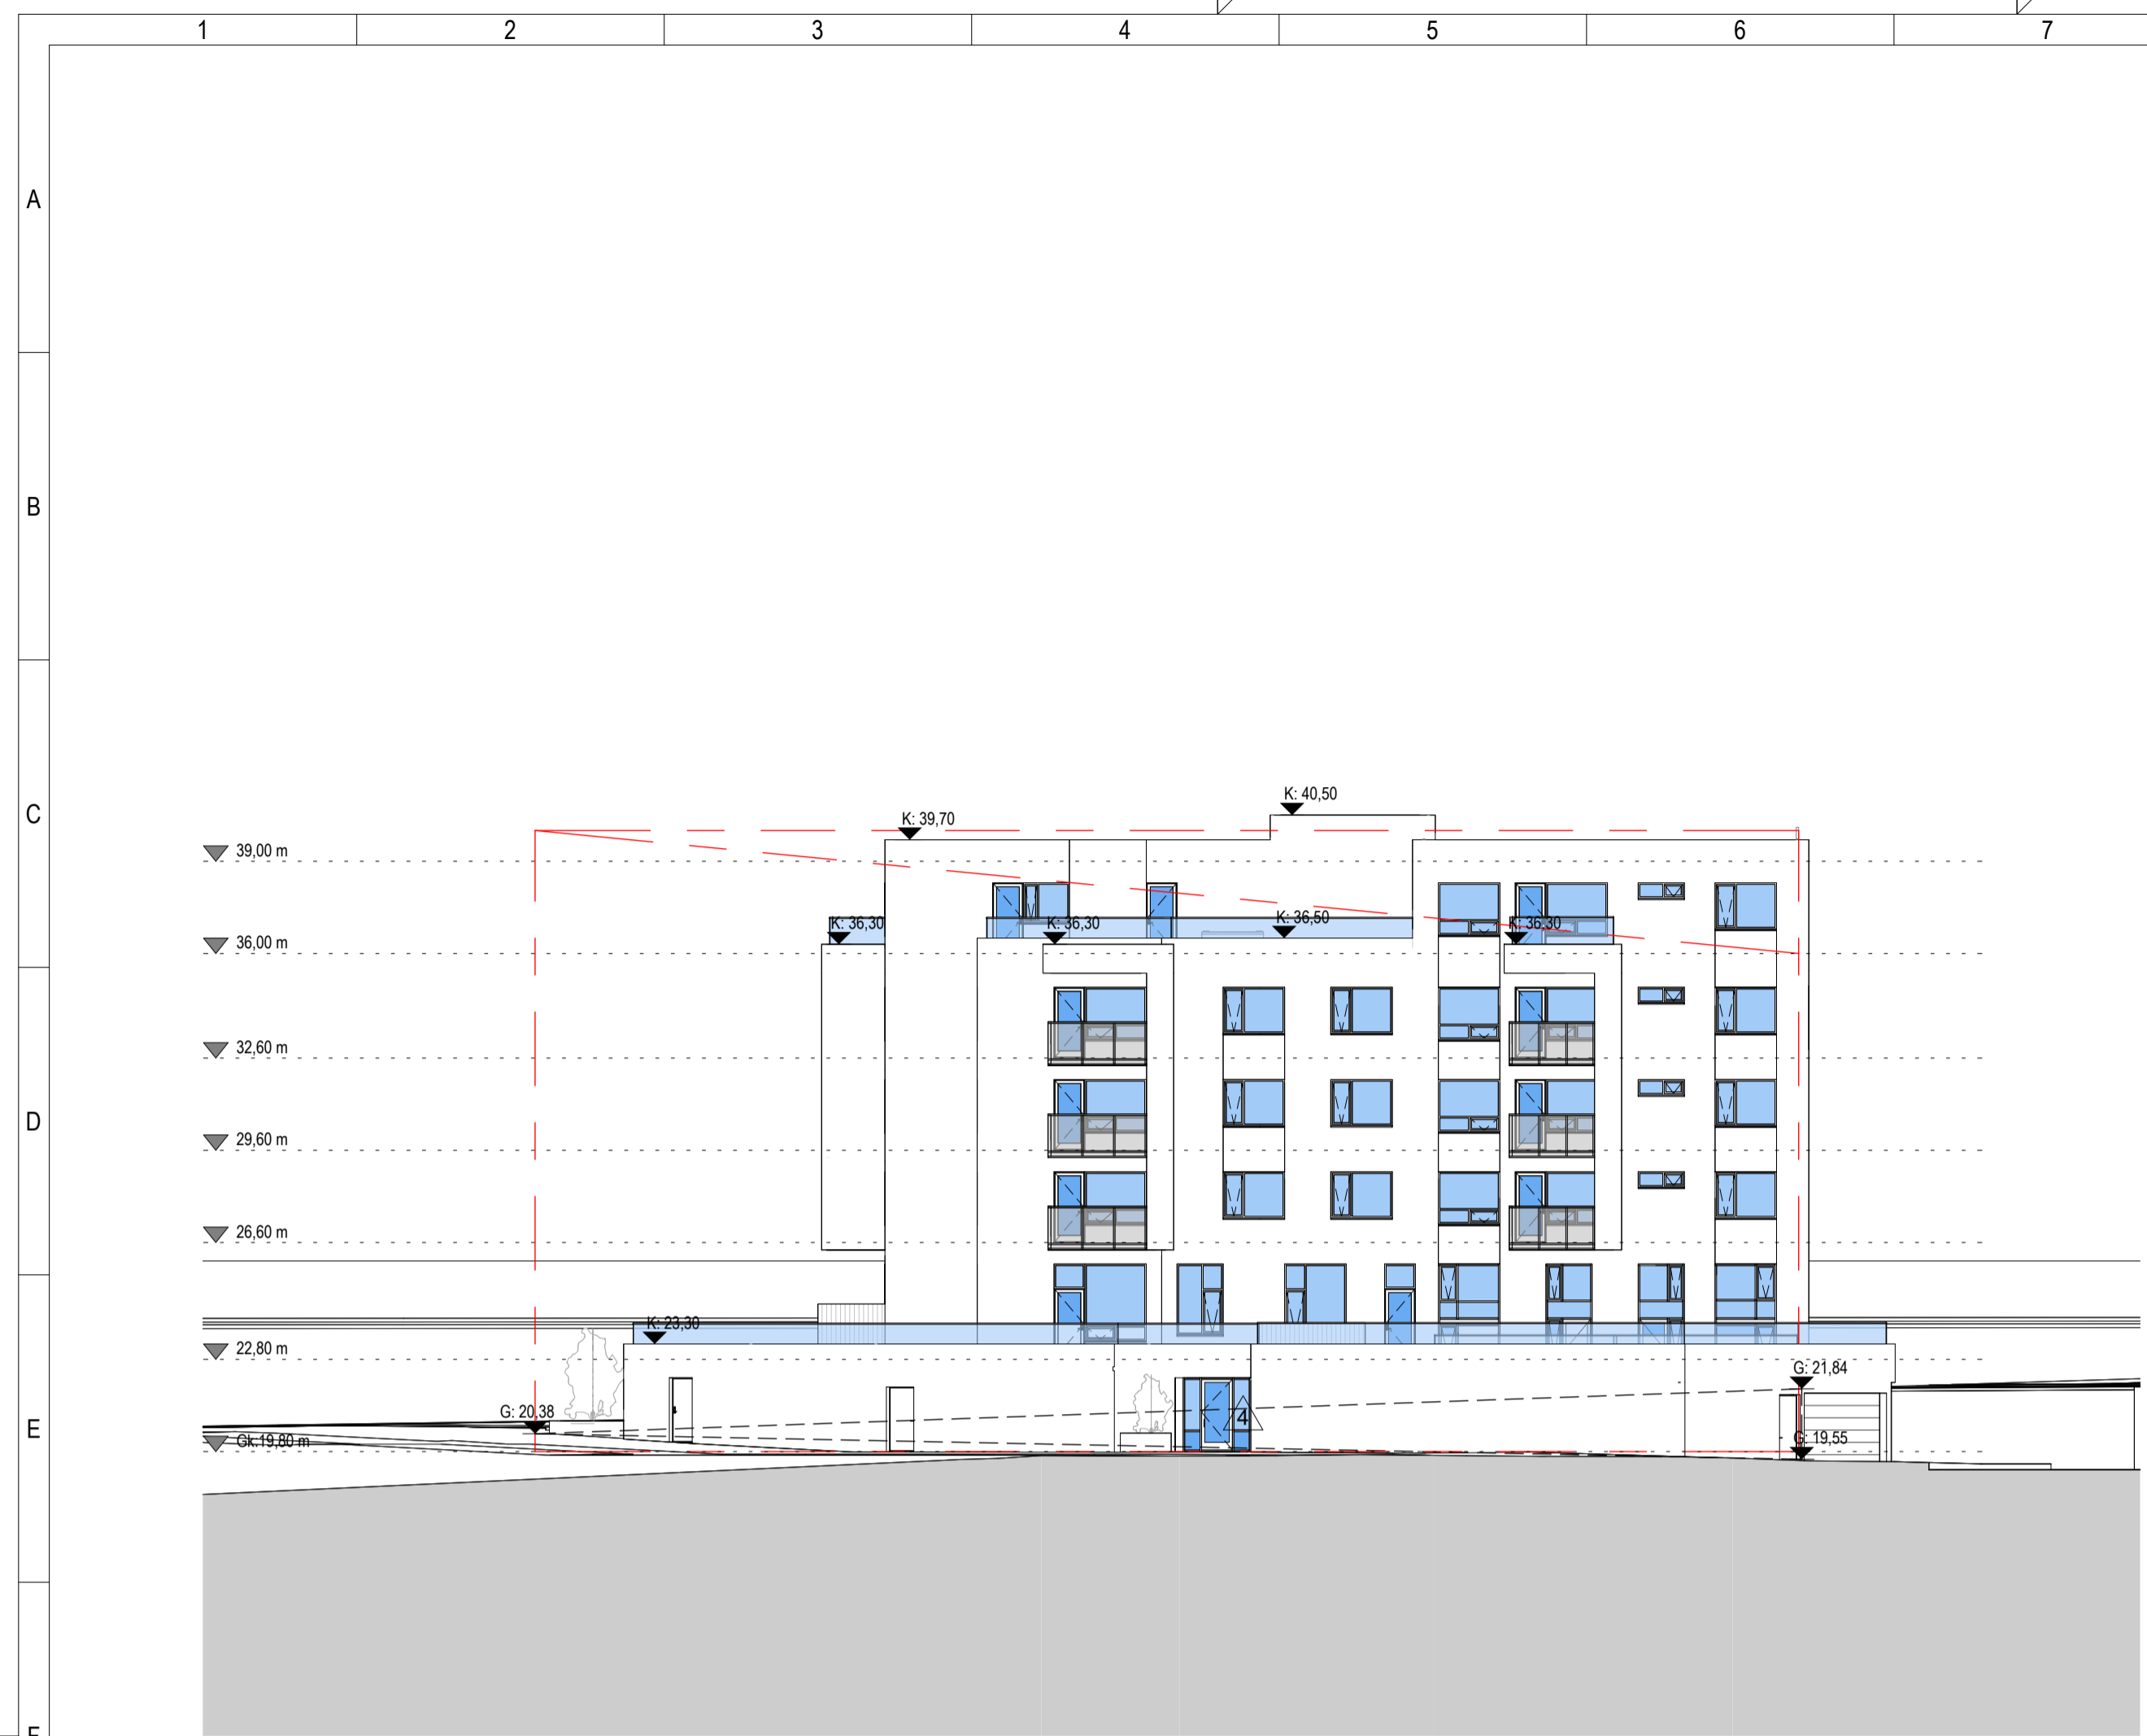 1 2 3 4 5 6 7
A
B
C
K: 40,50
K: 39,70
39,00 m
K: 36,30 K: 36,30 K: 36,50 K: 36,30
36,00 m
32,60 m
D
29,60 m
26,60 m
K: 23,30
22,80 m
G: 21,84
G: 20,38
4
E
Gk:19,80 m
G: 19,55